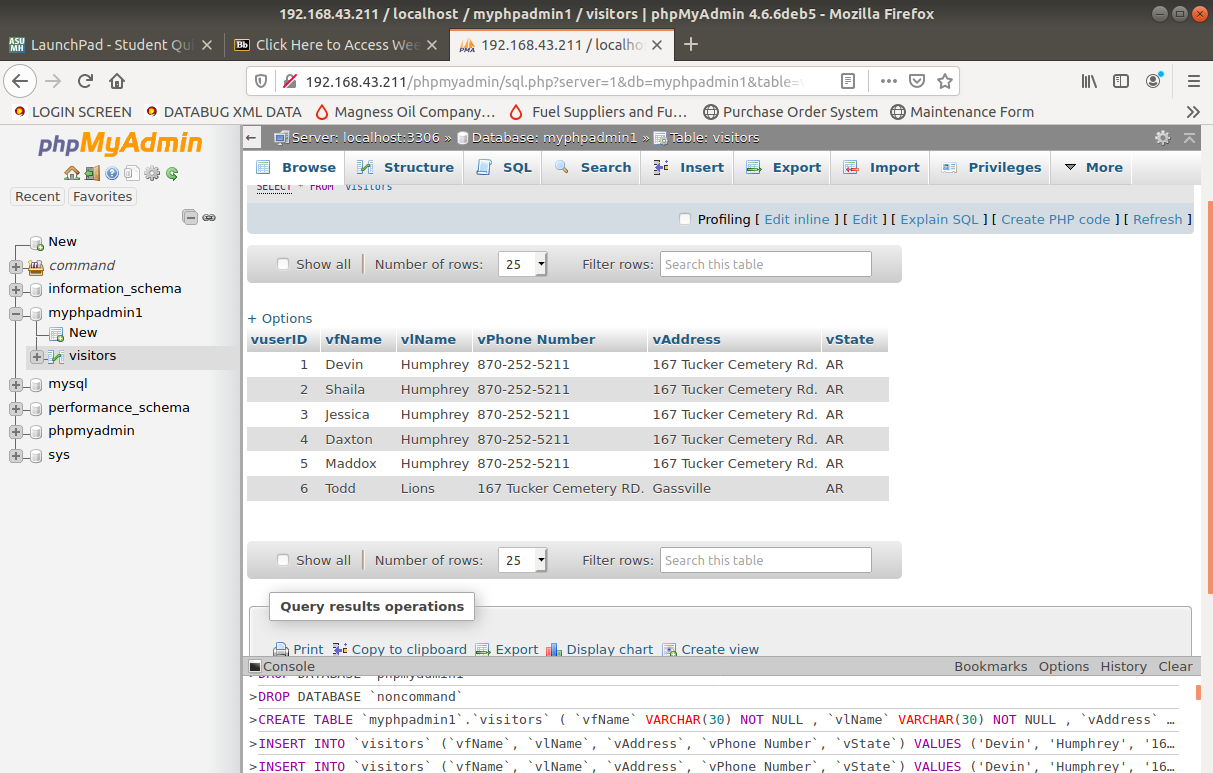 192.168.43.211 / localhost / myphpadmin1 / visitors | phpMyAdmin 4.6.6deb5 - Mozilla Firefox
ASU MH LaunchPad - Student Qui Bb Click Here to Access Wee PMA 192.168.43.211 / localho
192.168.43.211/phpmyadmin/sql.php?server=1&db=myphpadmin1&table=
LOGIN SCREEN DATABUG XML DATA Magness Oil Company... Fuel Suppliers and Fu... Purchase Order System Maintenance Form
phpMyAdmin
Recent Favorites
New
command
information_schema
myphpadmin1
New
visitors
mysql
performance_schema
phpmyadmin
sys
Server: localhost:3306 » Database: myphpadmin1 » Table: visitors
Browse Structure SQL Search Insert Export Import Privileges More
SELECT * FROM `visitors`
Profiling [ Edit inline ] [ Edit ] [ Explain SQL ] [ Create PHP code ] [ Refresh ]
Show all | Number of rows: 25 Filter rows: Search this table
+ Options
vuserID vfName vlName vPhone Number vAddress vState
1 Devin Humphrey 870-252-5211 167 Tucker Cemetery Rd. AR
2 Shaila Humphrey 870-252-5211 167 Tucker Cemetery Rd. AR
3 Jessica Humphrey 870-252-5211 167 Tucker Cemetery Rd. AR
4 Daxton Humphrey 870-252-5211 167 Tucker Cemetery Rd. AR
5 Maddox Humphrey 870-252-5211 167 Tucker Cemetery Rd. AR
6 Todd Lions 167 Tucker Cemetery RD. Gassville AR
Show all | Number of rows: 25 Filter rows: Search this table
Query results operations
Print Copy to clipboard Export Display chart Create view
Console Bookmarks Options History Clear
>DROP DATABASE `phpmyadmin`
>DROP DATABASE `noncommand`
>CREATE TABLE `myphpadmin1`.`visitors` ( `vfName` VARCHAR(30) NOT NULL , `vlName` VARCHAR(30) NOT NULL , `vAddress` …
>INSERT INTO `visitors` (`vfName`, `vlName`, `vAddress`, `vPhone Number`, `vState`) VALUES ('Devin', 'Humphrey', '16…
>INSERT INTO `visitors` (`vfName`, `vlName`, `vAddress`, `vPhone Number`, `vState`) VALUES ('Devin', 'Humphrey', '16…